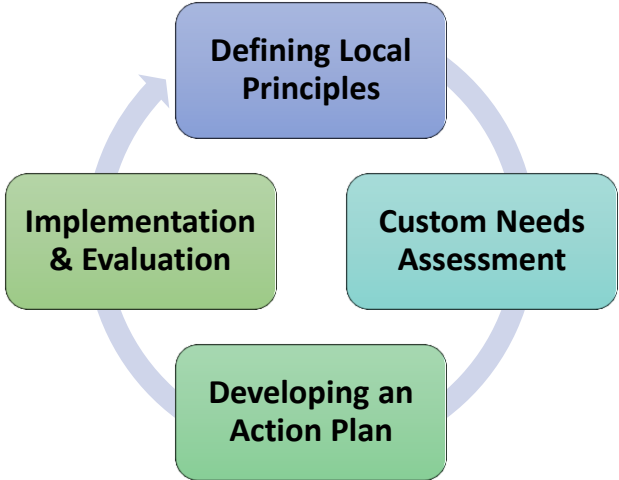 Defining Local
Principles
Custom Needs
Assessment
Developing an
Action Plan
Implementation
& Evaluation